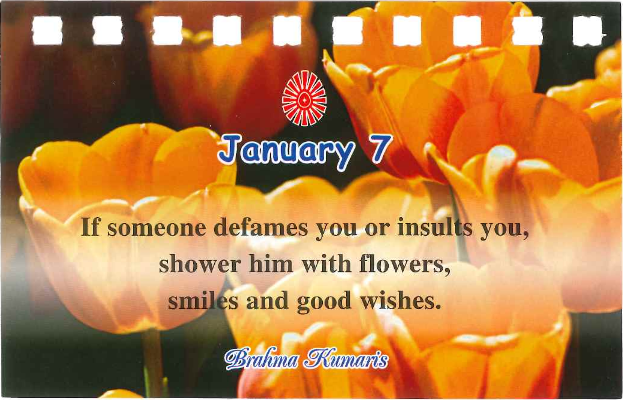 January 7
If someone defames you or insults you,
shower him with flowers,
smiles and good wishes.
Brahma Kumaris